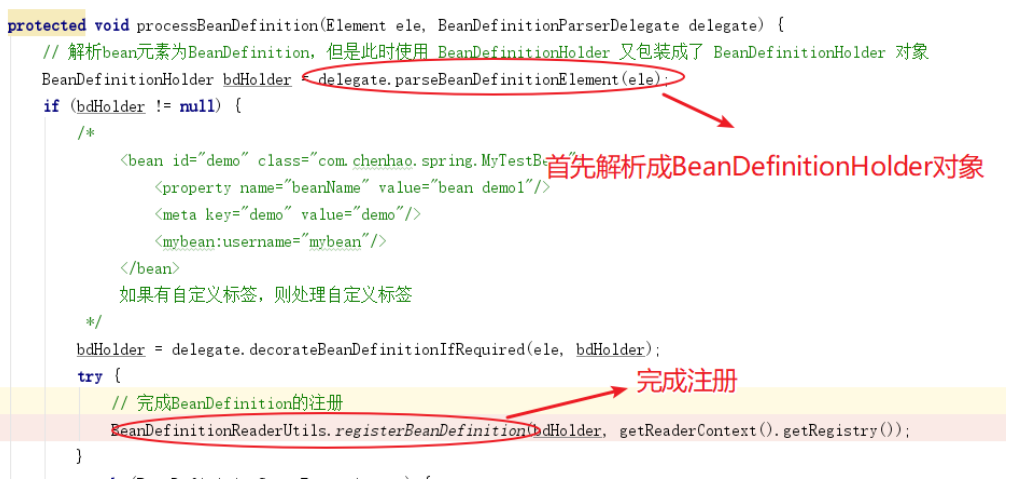 protected void processBeanDefinition(Element ele, BeanDefinitionParserDelegate delegate) {
// 解析bean元素为BeanDefinition, 但是此时使用 BeanDefinitionHolder 又包装成了 BeanDefinitionHolder 对象
BeanDefinitionHolder bdHolder = delegate.parseBeanDefinitionElement(ele);
if (bdHolder != null) {
/*
<bean id="demo" class="com.chenhao.spring.MyTestBe
首先解析成BeanDefinitionHolder对象
<property name="beanName" value="bean demo1"/>
<meta key="demo" value="demo"/>
<mybean:username="mybean"/>
</bean>
如果有自定义标签，则处理自定义标签
*/
bdHolder = delegate.decorateBeanDefinitionIfRequired(ele, bdHolder);
try {
完成注册
// 完成BeanDefinition的注册
BeanDefinitionReaderUtils.registerBeanDefinition(bdHolder, getReaderContext().getRegistry());
}